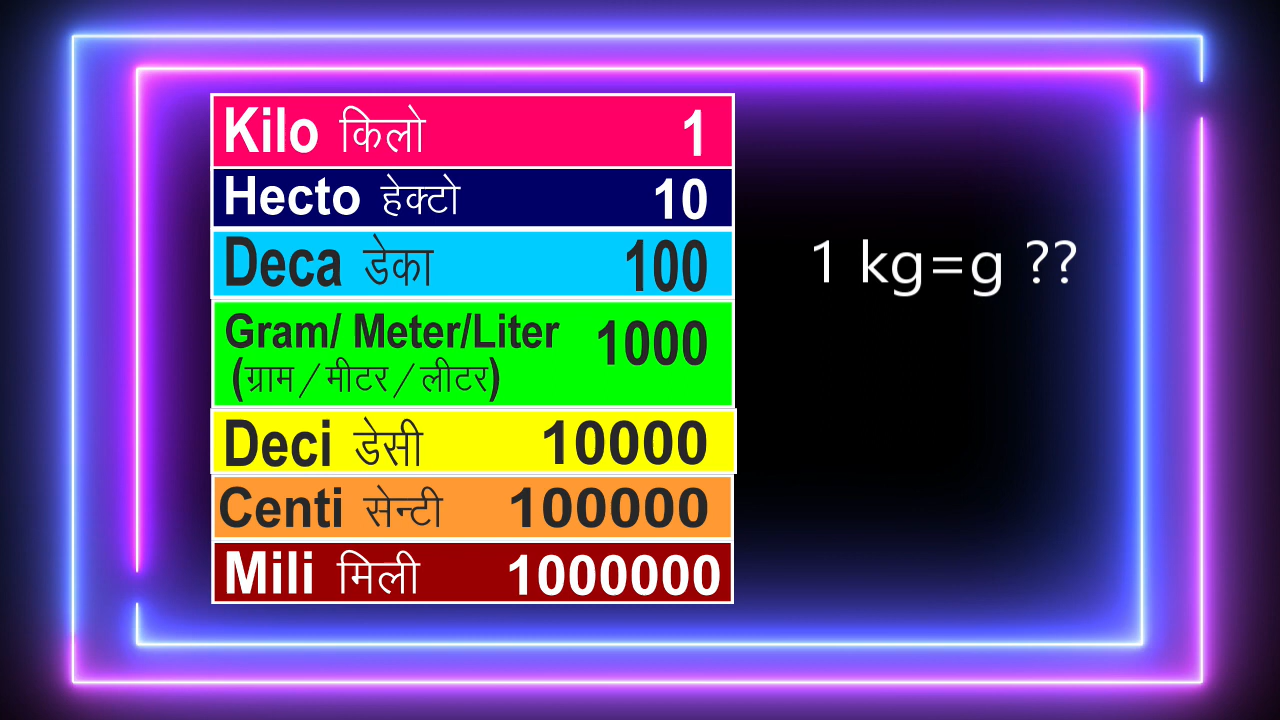 Kilo किलो 1
Hecto हेक्टो 10
Deca डेका 100
Gram/ Meter/Liter 1000
(ग्राम/मीटर/लीटर)
Deci डेसी 10000
Centi सेन्टी 100000
Mili मिली 1000000
1 kg=g ??